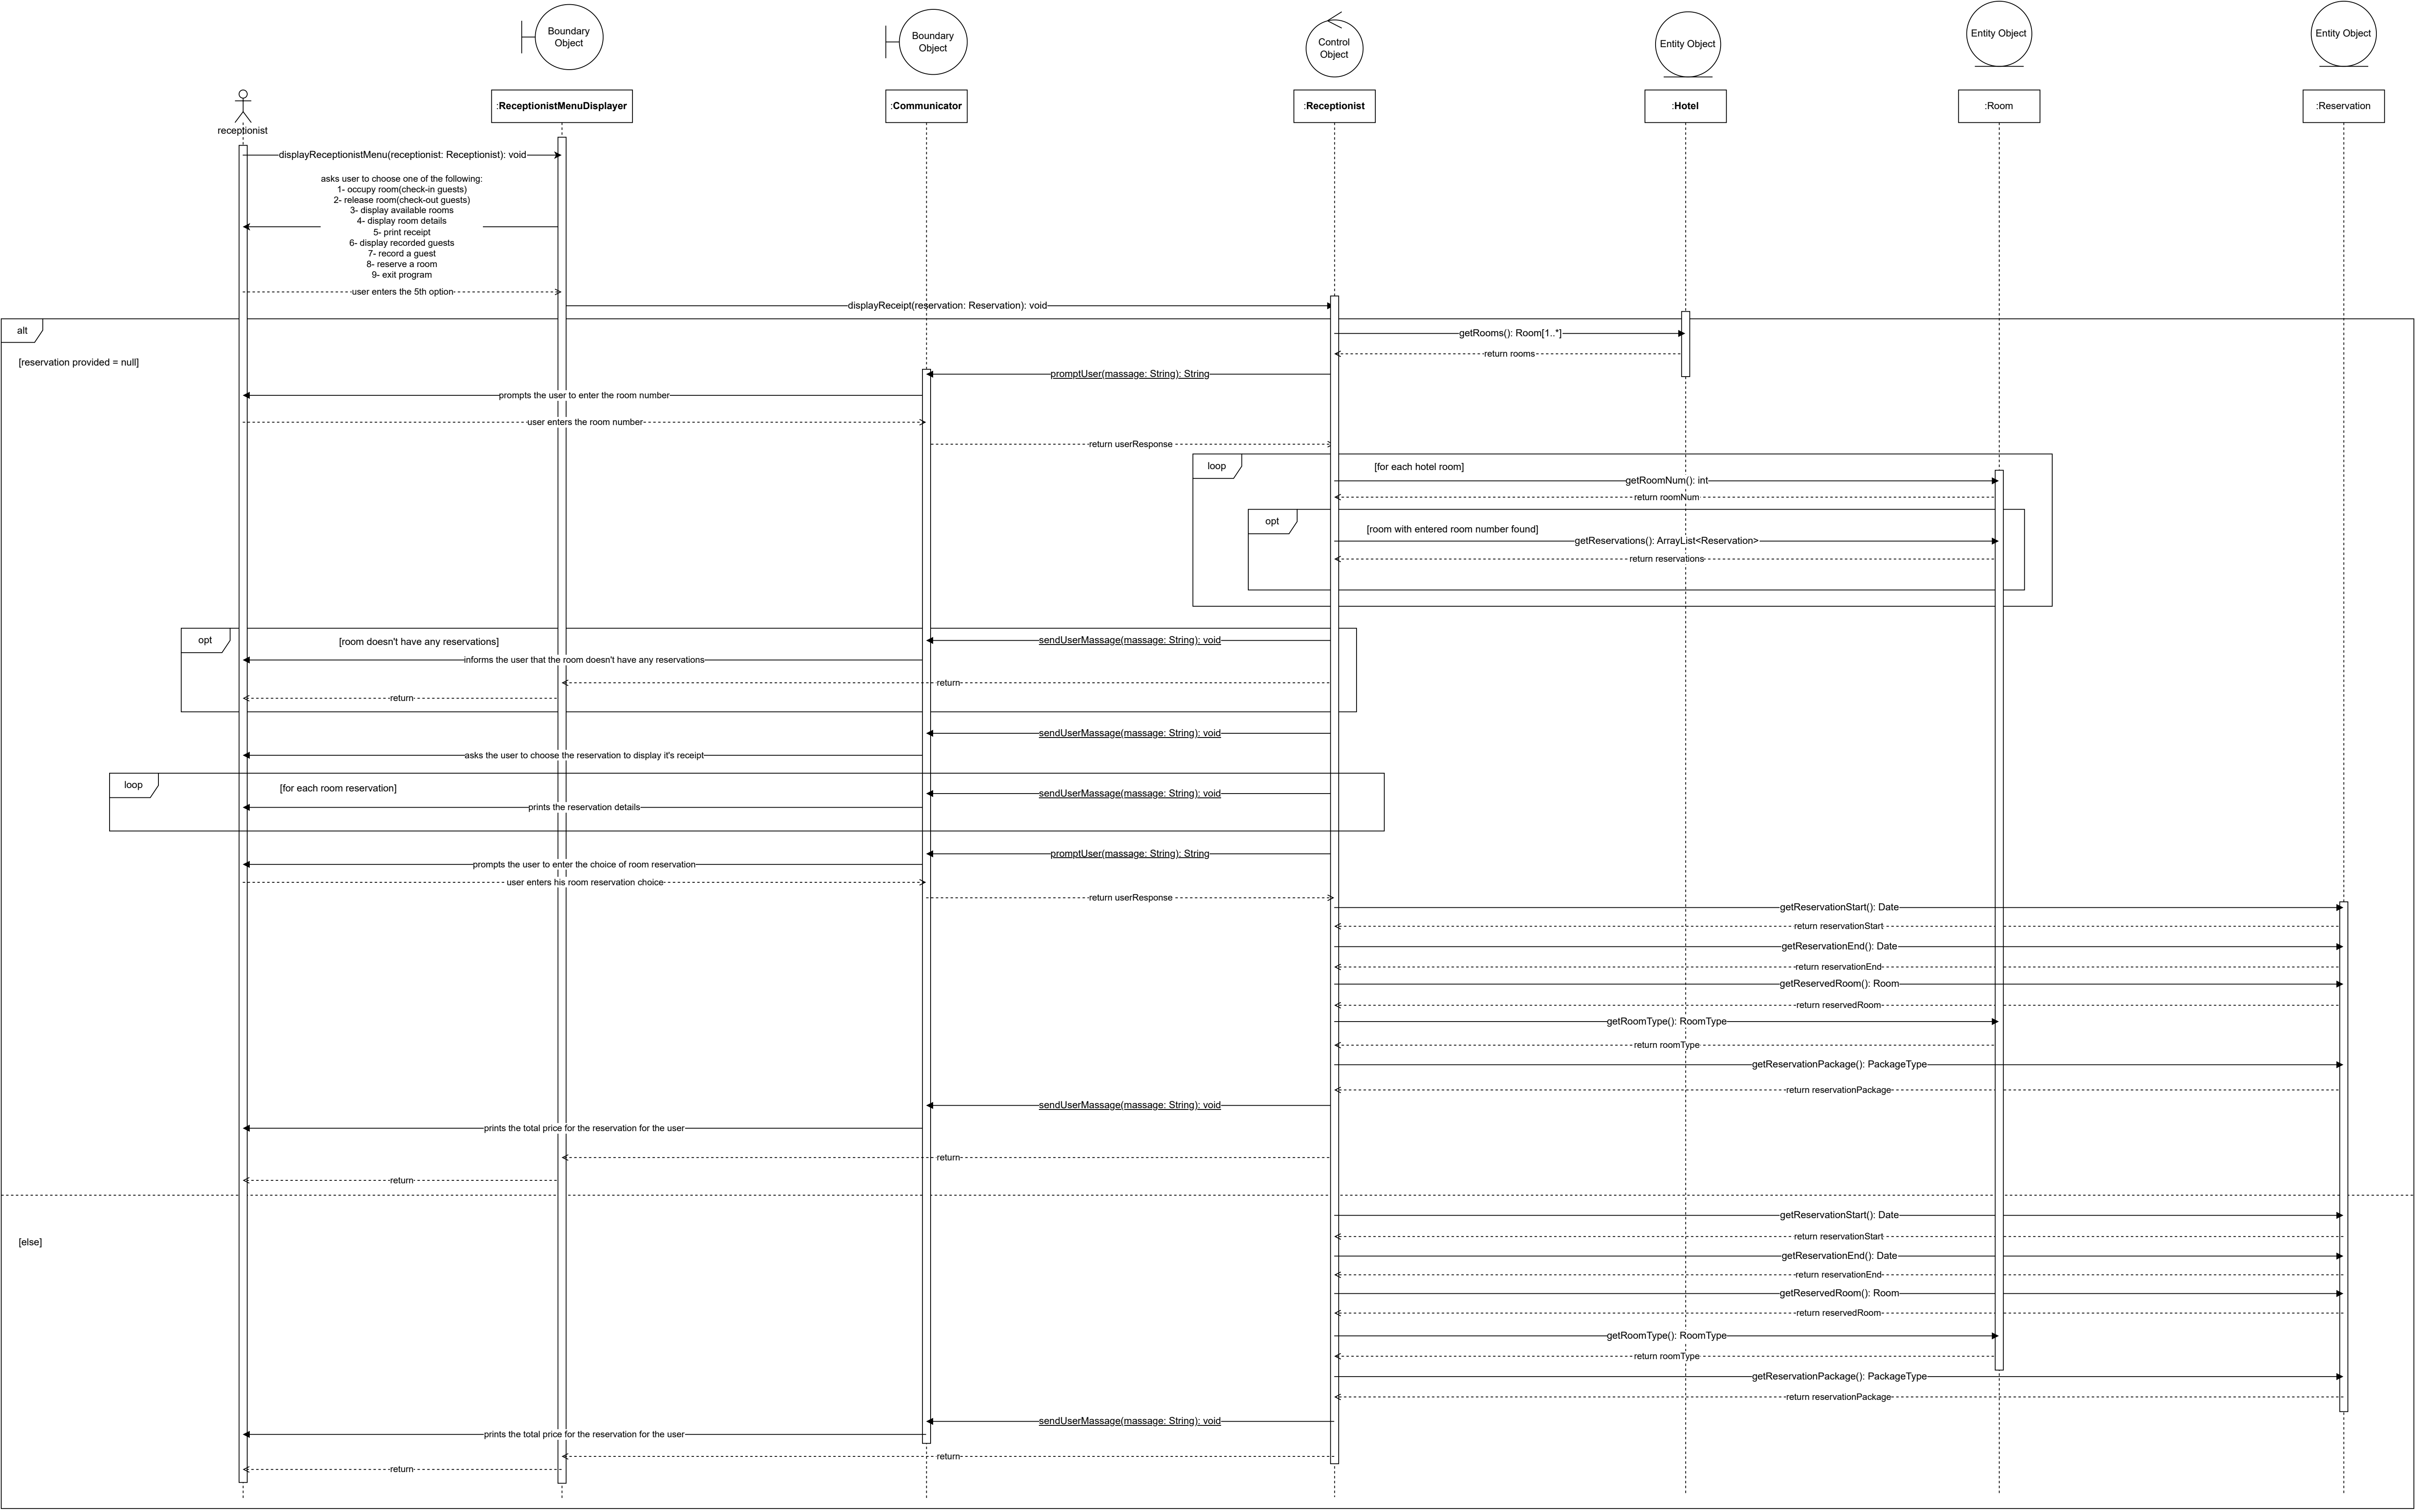 Boundary
Object
Boundary
Object
Control
Object
Entity Object
Entity Object
Entity Object
receptionist
:ReceptionistMenuDisplayer
:Communicator
:Receptionist
:Hotel
:Room
:Reservation
displayReceptionistMenu(receptionist: Receptionist): void
asks user to choose one of the following:
1- occupy room(check-in guests)
2- release room(check-out guests)
3- display available rooms
4- display room details
5- print receipt
6- display recorded guests
7- record a guest
8- reserve a room
9- exit program
user enters the 5th option
displayReceipt(reservation: Reservation): void
alt
[reservation provided = null]
getRooms(): Room[1..*]
return rooms
promptUser(massage: String): String
prompts the user to enter the room number
user enters the room number
return userResponse
loop
[for each hotel room]
getRoomNum(): int
return roomNum
opt
[room with entered room number found]
getReservations(): ArrayList<Reservation>
return reservations
opt
[room doesn't have any reservations]
sendUserMassage(massage: String): void
informs the user that the room doesn't have any reservations
return
return
sendUserMassage(massage: String): void
asks the user to choose the reservation to display it's receipt
loop
[for each room reservation]
sendUserMassage(massage: String): void
prints the reservation details
promptUser(massage: String): String
prompts the user to enter the choice of room reservation
user enters his room reservation choice
return userResponse
getReservationStart(): Date
return reservationStart
getReservationEnd(): Date
return reservationEnd
getReservedRoom(): Room
return reservedRoom
getRoomType(): RoomType
return roomType
getReservationPackage(): PackageType
return reservationPackage
sendUserMassage(massage: String): void
prints the total price for the reservation for the user
return
return
[else]
getReservationStart(): Date
return reservationStart
getReservationEnd(): Date
return reservationEnd
getReservedRoom(): Room
return reservedRoom
getRoomType(): RoomType
return roomType
getReservationPackage(): PackageType
return reservationPackage
sendUserMassage(massage: String): void
prints the total price for the reservation for the user
return
return